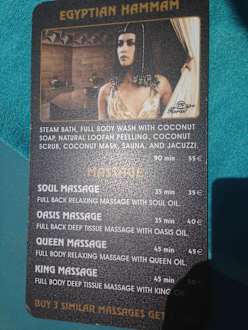 EGYPTIAN HAMMAM
STEAM BATH, FULL BODY WASH WITH COCONUT
SOAP, NATURAL LOOFAH PEELLING, COCONUT
SCRUB, COCONUT MASK, SAUNA, AND JACUZZI.
90 min 55 €
MASSAGE
SOUL MASSAGE 35 min 35 €
FULL BACK RELAXING MASSAGE WITH SOUL OIL.
OASIS MASSAGE 35 min 40 €
FULL BACK DEEP TISSUE MASSAGE WITH OASIS OIL.
QUEEN MASSAGE 45 min 45 €
FULL BODY RELAXING MASSAGE WITH QUEEN OIL.
KING MASSAGE 45 min
FULL BODY DEEP TISSUE MASSAGE WITH KING OIL
BUY 3 SIMILAR MASSAGES GET